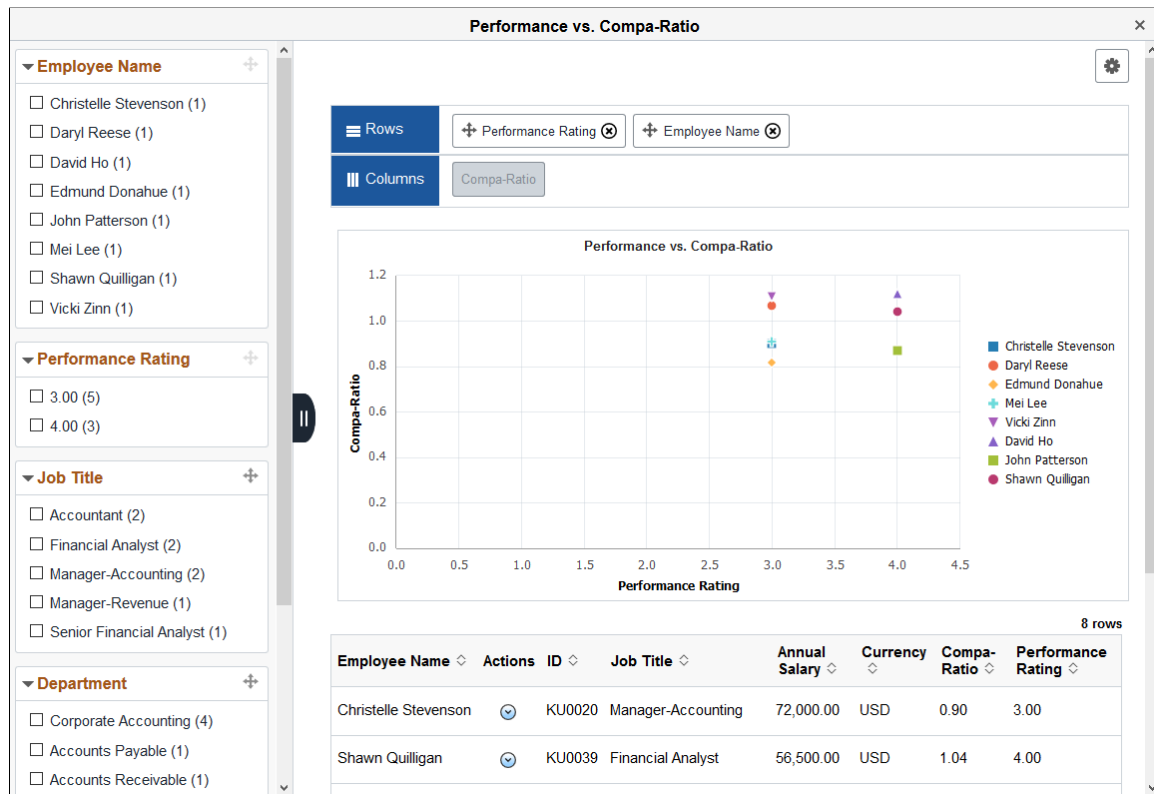 Performance vs. Compa-Ratio
Employee Name
Christelle Stevenson (1)
Daryl Reese (1)
David Ho (1)
Edmund Donahue (1)
John Patterson (1)
Mei Lee (1)
Shawn Quilligan (1)
Vicki Zinn (1)
Performance Rating
3.00 (5)
4.00 (3)
Job Title
Accountant (2)
Financial Analyst (2)
Manager-Accounting (2)
Manager-Revenue (1)
Senior Financial Analyst (1)
Department
Corporate Accounting (4)
Accounts Payable (1)
Accounts Receivable (1)
Rows Performance Rating Employee Name
Columns Compa-Ratio
Performance vs. Compa-Ratio
Compa-Ratio
1.2
1.0
0.8
0.6
0.4
0.2
0.0
0.0 0.5 1.0 1.5 2.0 2.5 3.0 3.5 4.0 4.5
Performance Rating
Christelle Stevenson
Daryl Reese
Edmund Donahue
Mei Lee
Vicki Zinn
David Ho
John Patterson
Shawn Quilligan
8 rows
Employee Name Actions ID Job Title Annual Salary Currency Compa-Ratio Performance Rating
Christelle Stevenson KU0020 Manager-Accounting 72,000.00 USD 0.90 3.00
Shawn Quilligan KU0039 Financial Analyst 56,500.00 USD 1.04 4.00